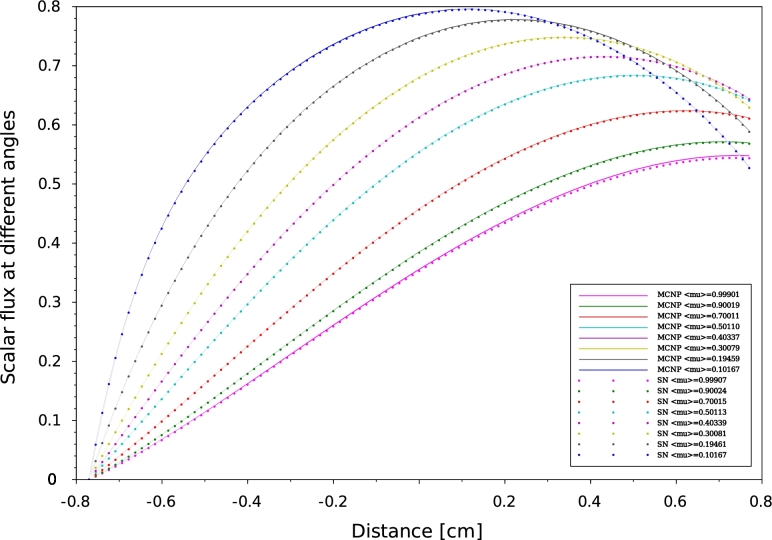 0.8
0.7
0.6
0.5
0.4
0.3
0.2
0.1
0
Scalar flux at different angles
MCNP <mu>=0.99901
MCNP <mu>=0.90019
MCNP <mu>=0.70011
MCNP <mu>=0.50110
MCNP <mu>=0.40337
MCNP <mu>=0.30079
MCNP <mu>=0.19459
MCNP <mu>=0.10167
SN <mu>=0.99907
SN <mu>=0.90024
SN <mu>=0.70015
SN <mu>=0.50113
SN <mu>=0.40339
SN <mu>=0.30081
SN <mu>=0.19461
SN <mu>=0.10167
-0.8 -0.6 -0.4 -0.2 0 0.2 0.4 0.6 0.8
Distance [cm]